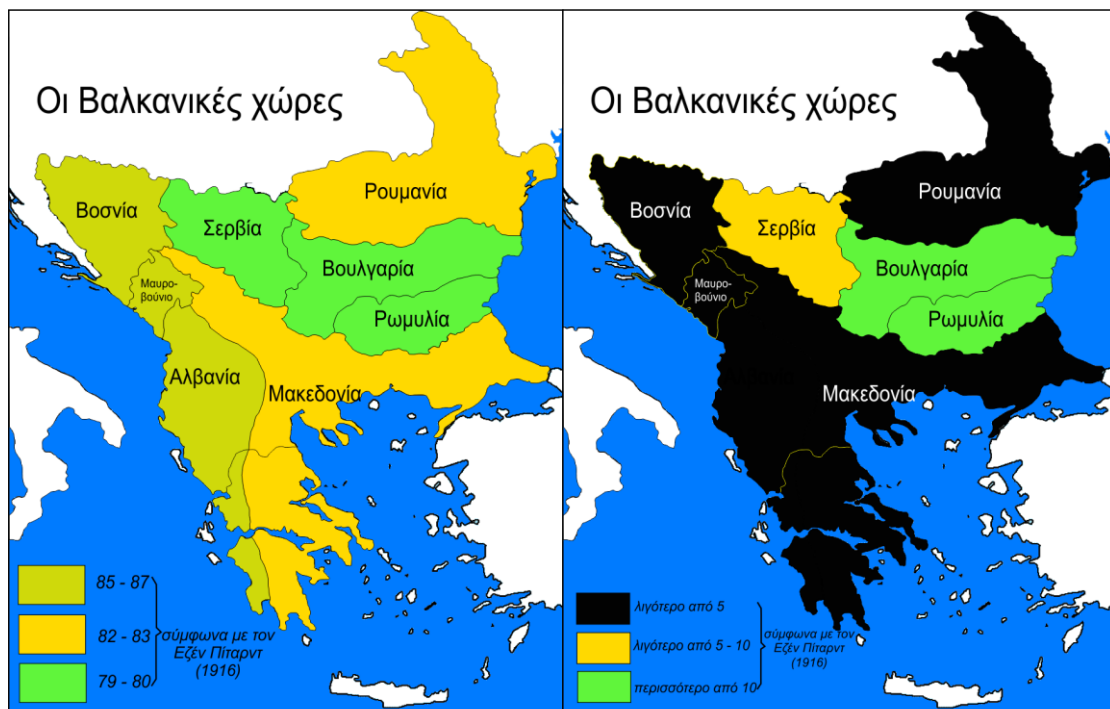 Οι Βαλκανικές χώρες
Ρουμανία
Βοσνία
Σερβία
Βουλγαρία
Μαυρο-
βούνιο
Ρωμυλία
Αλβανία
Μακεδονία
85 - 87
82 - 83
79 - 80
σύμφωνα με τον
Εζέν Πίταρντ
(1916)
Οι Βαλκανικές χώρες
Ρουμανία
Βοσνία
Σερβία
Βουλγαρία
Μαυρο-
βούνιο
Ρωμυλία
Αλβανία
Μακεδονία
λιγότερο από 5
λιγότερο από 5 - 10
περισσότερο από 10
σύμφωνα με τον
Εζέν Πίταρντ
(1916)